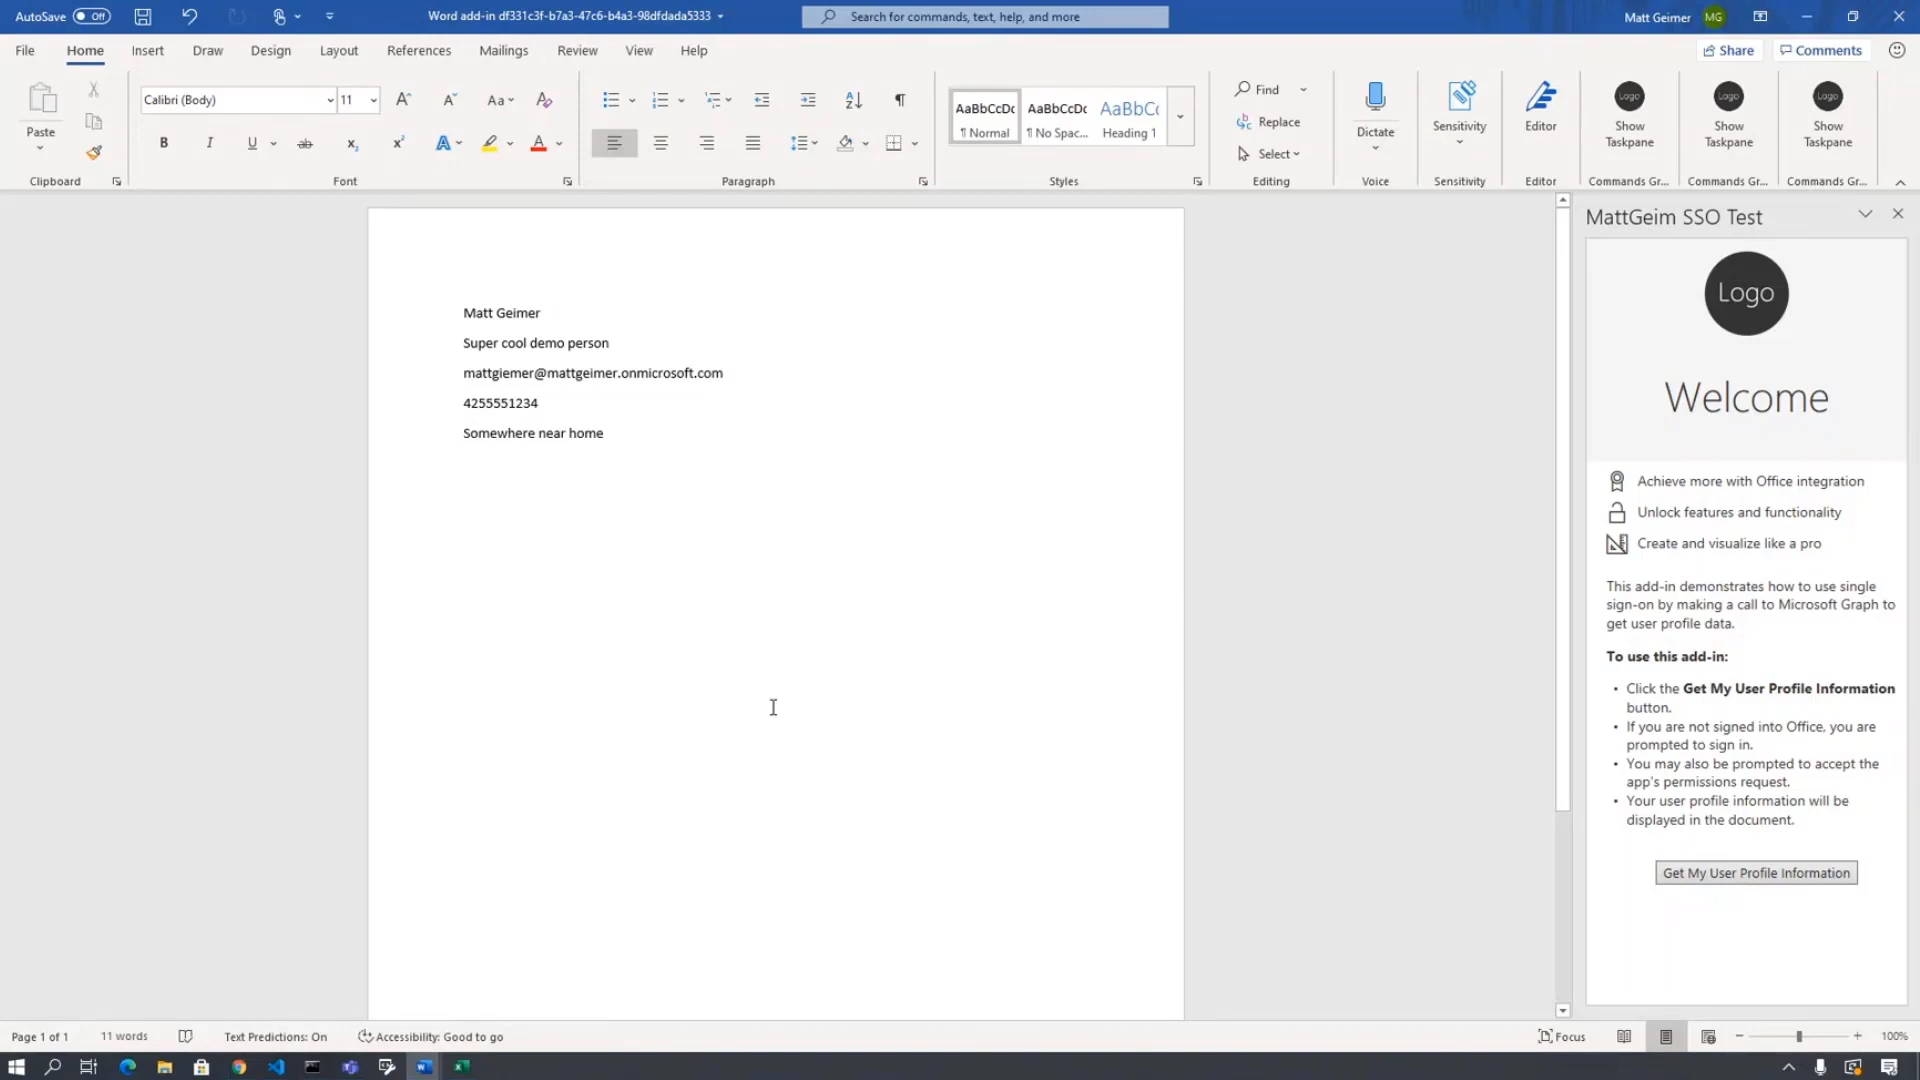 AutoSave Off
Word add-in df331c3f-b7a3-47c6-b4a3-98dfdada5333
Search for commands, text, help, and more
Matt Geimer MG
File Home Insert Draw Design Layout References Mailings Review View Help
Share Comments
Paste
Clipboard
Calibri (Body) 11
Aa
B I U ab x₂ x² A A
Font
Paragraph
AaBbCcDc AaBbCcDc AaBbCc
¶ Normal ¶ No Spac... Heading 1
Styles
Find
Replace
Select
Editing
Dictate
Voice
Sensitivity
Sensitivity
Editor
Editor
Logo Logo Logo
Show Taskpane Show Taskpane Show Taskpane
Commands Gr... Commands Gr... Commands Gr...
Matt Geimer
Super cool demo person
mattgiemer@mattgeimer.onmicrosoft.com
4255551234
Somewhere near home
MattGeim SSO Test
Logo
Welcome
Achieve more with Office integration
Unlock features and functionality
Create and visualize like a pro
This add-in demonstrates how to use single
sign-on by making a call to Microsoft Graph to
get user profile data.
To use this add-in:
• Click the Get My User Profile Information
button.
• If you are not signed into Office, you are
prompted to sign in.
• You may also be prompted to accept the
app's permissions request.
• Your user profile information will be
displayed in the document.
Get My User Profile Information
Page 1 of 1 11 words Text Predictions: On Accessibility: Good to go
Focus 100%